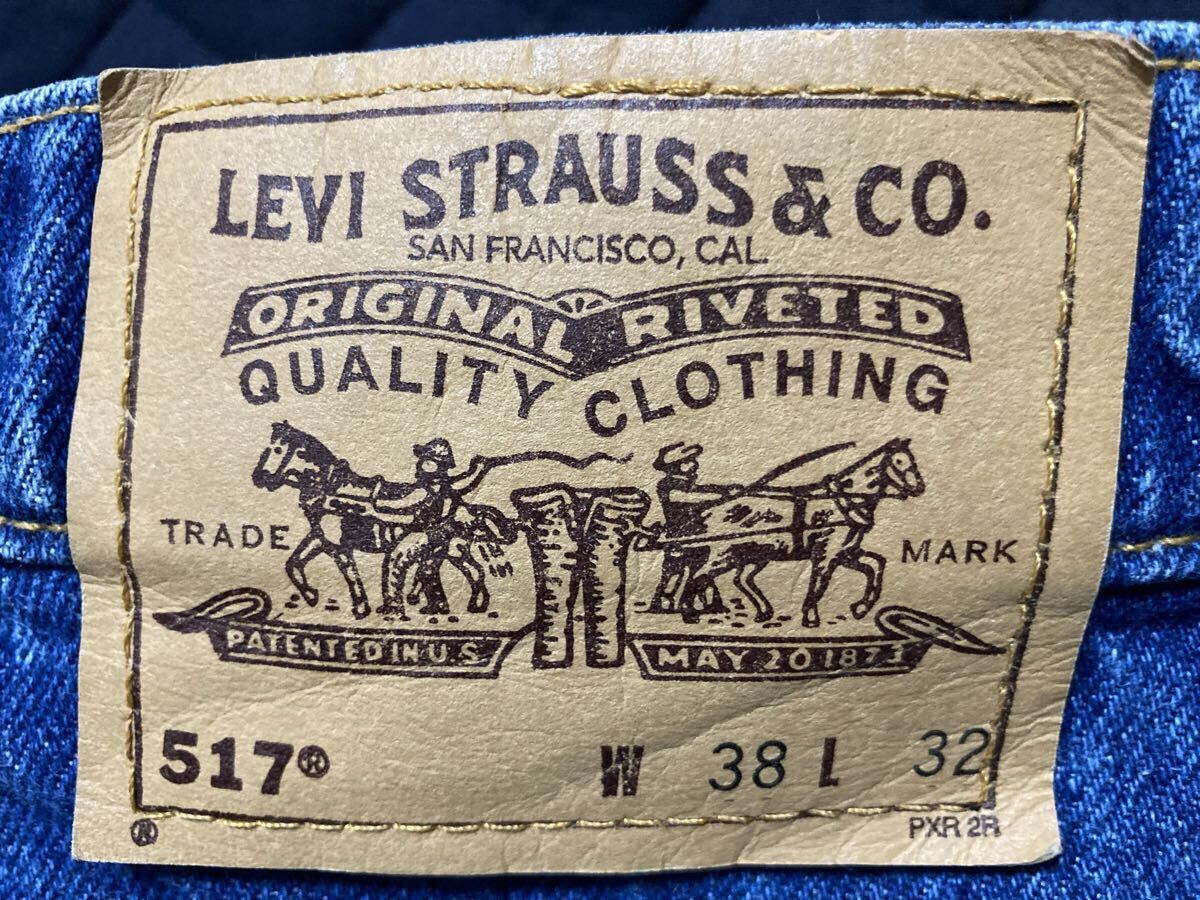 LEVI STRAUSS & CO.
SAN FRANCISCO, CAL.
ORIGINAL RIVETED
QUALITY CLOTHING
TRADE MARK
PATENTED IN U.S MAY 20 1873
517® W 38 L 32
® PXR 2R